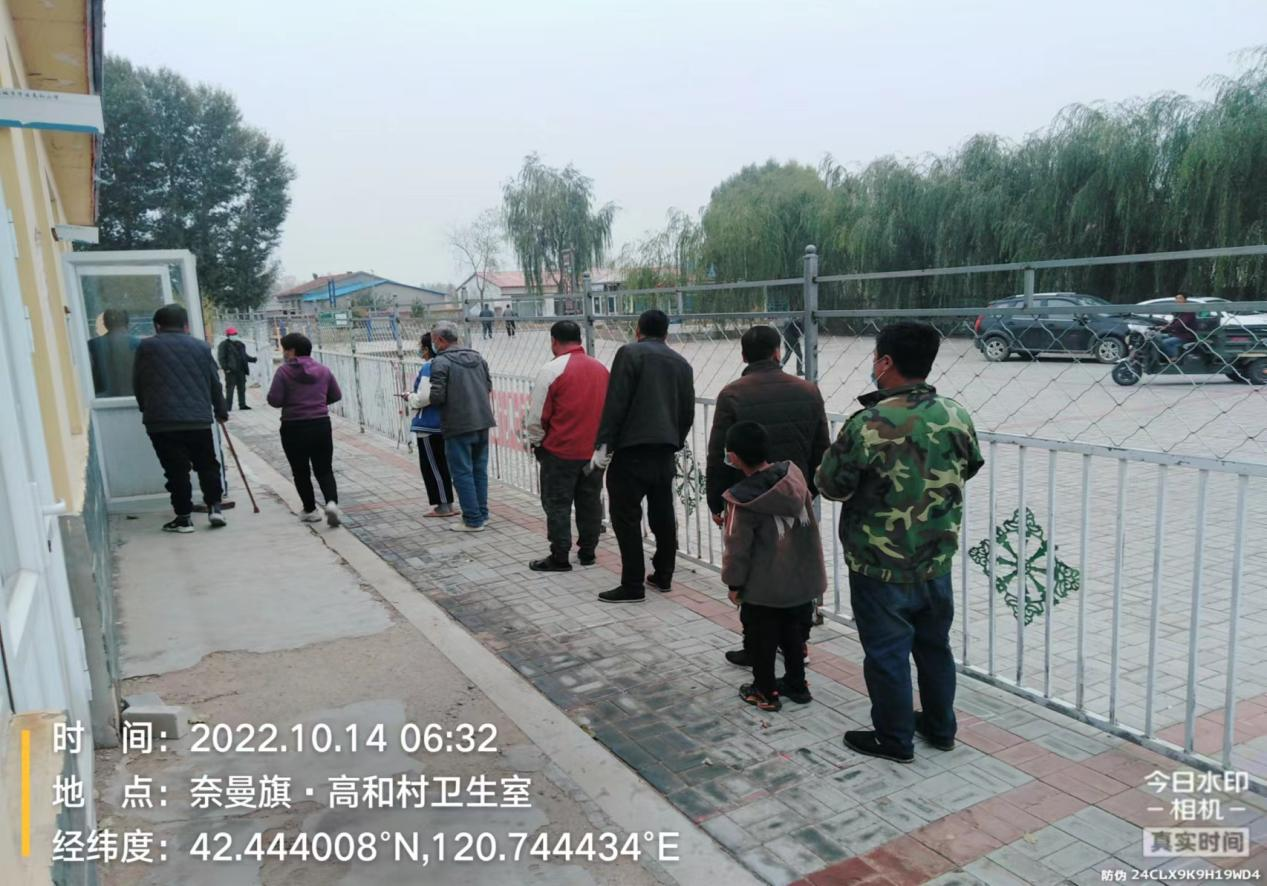 时 间：2022.10.14 06:32
地 点：奈曼旗·高和村卫生室
经纬度：42.444008°N,120.744434°E
今日水印
-相机-
真实时间
防伪 24CLX9K9H19WD4